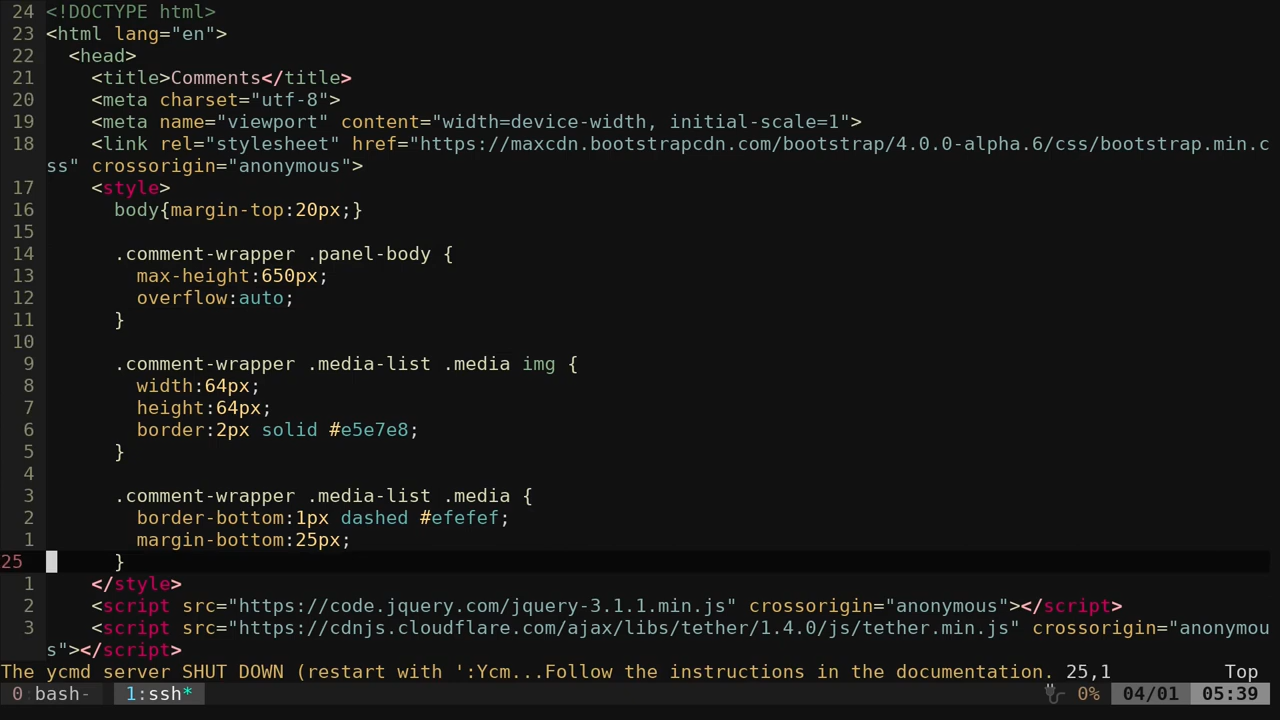 24 <!DOCTYPE html>
23 <html lang="en">
22   <head>
21     <title>Comments</title>
20     <meta charset="utf-8">
19     <meta name="viewport" content="width=device-width, initial-scale=1">
18     <link rel="stylesheet" href="https://maxcdn.bootstrapcdn.com/bootstrap/4.0.0-alpha.6/css/bootstrap.min.c
ss" crossorigin="anonymous">
17     <style>
16       body{margin-top:20px;}
15
14       .comment-wrapper .panel-body {
13         max-height:650px;
12         overflow:auto;
11       }
10
9       .comment-wrapper .media-list .media img {
8         width:64px;
7         height:64px;
6         border:2px solid #e5e7e8;
5       }
4
3       .comment-wrapper .media-list .media {
2         border-bottom:1px dashed #efefef;
1         margin-bottom:25px;
25       }
1     </style>
2     <script src="https://code.jquery.com/jquery-3.1.1.min.js" crossorigin="anonymous"></script>
3     <script src="https://cdnjs.cloudflare.com/ajax/libs/tether/1.4.0/js/tether.min.js" crossorigin="anonymou
s"></script>
The ycmd server SHUT DOWN (restart with ':Ycm...Follow the instructions in the documentation. 25,1 Top
0 bash- 1:ssh* 0% 04/01 05:39